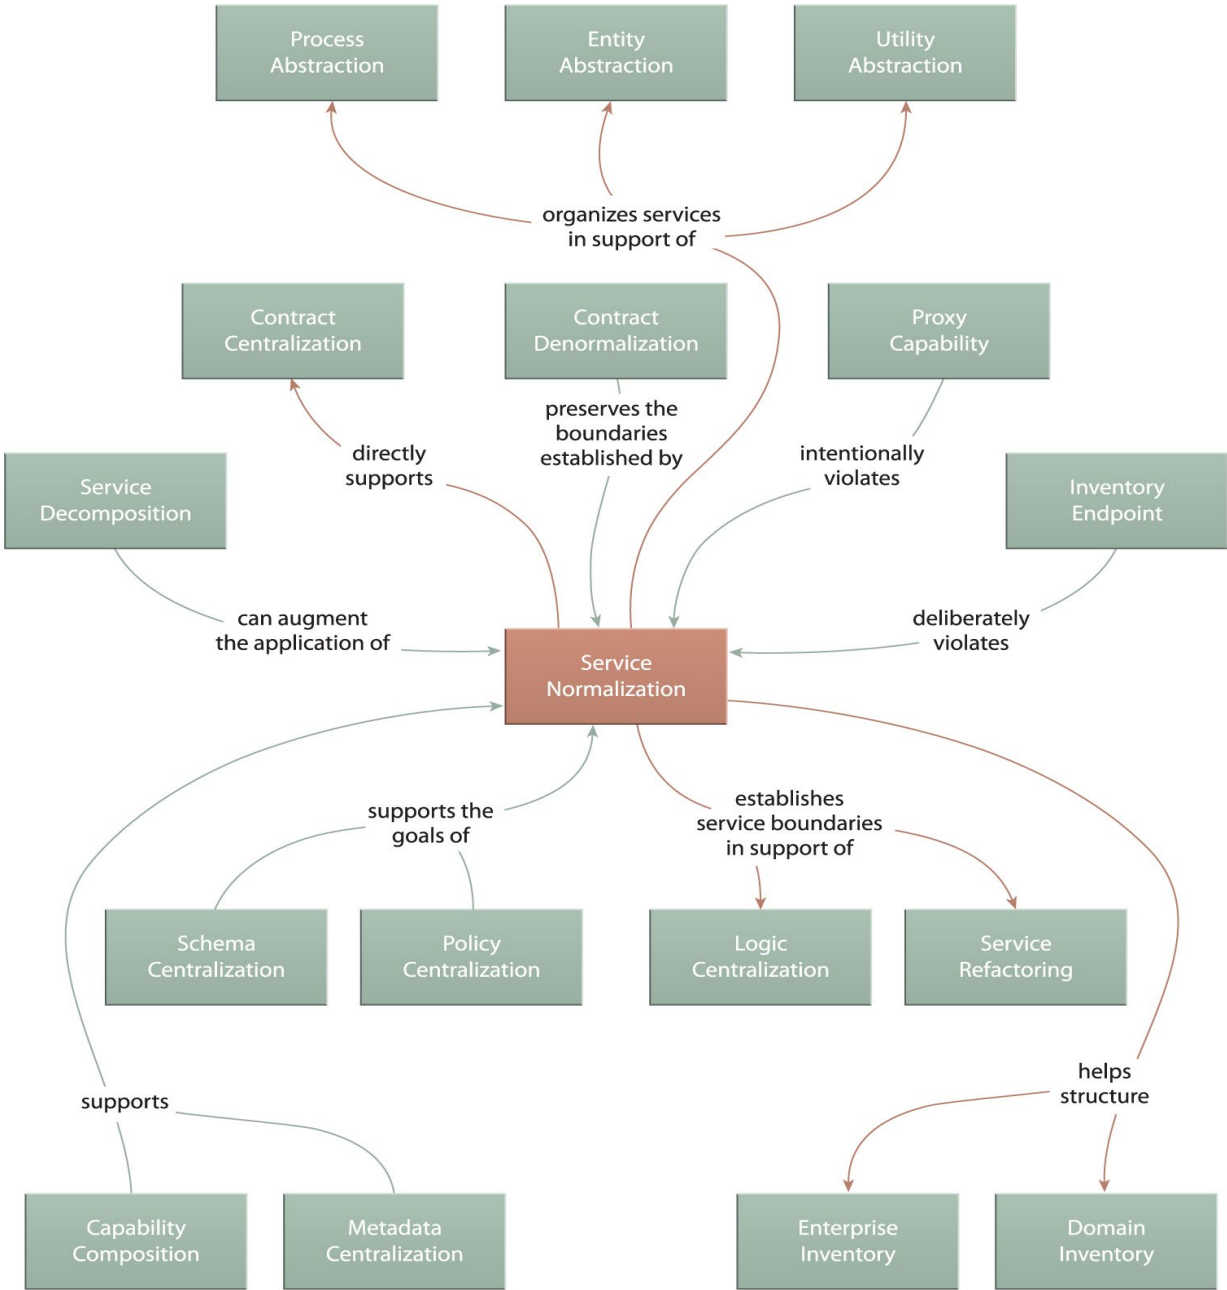 Process
Abstraction
Entity
Abstraction
Utility
Abstraction
organizes services
in support of
Contract
Centralization
Contract
Denormalization
Proxy
Capability
preserves the
boundaries
established by
directly
supports
intentionally
violates
Service
Decomposition
Inventory
Endpoint
can augment
the application of
deliberately
violates
Service
Normalization
supports the
goals of
establishes
service boundaries
in support of
Schema
Centralization
Policy
Centralization
Logic
Centralization
Service
Refactoring
helps
structure
supports
Capability
Composition
Metadada
Centralization
Enterprise
Inventory
Domain
Inventory